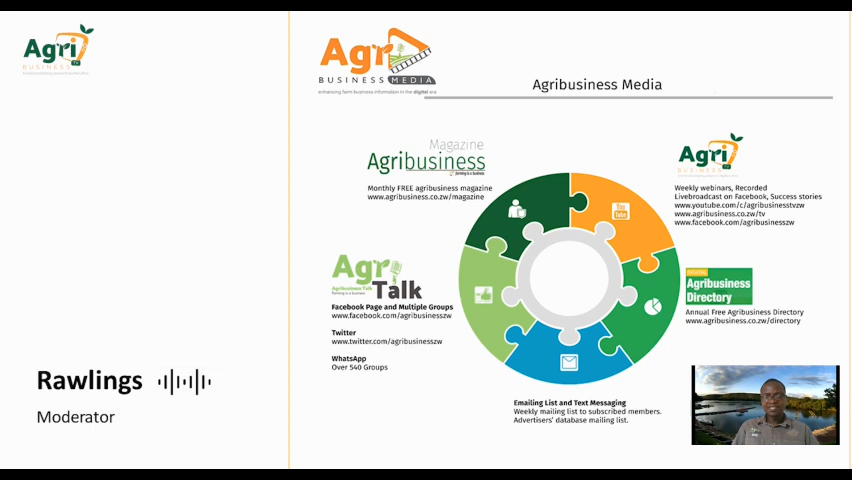 Agri
TV
BUSINESS
Agri
BUSINESS MEDIA
enhancing farm business information in the digital era
Agribusiness Media
Magazine
Agribusiness
farming is a business
Monthly FREE agribusiness magazine
www.agribusiness.co.zw/magazine
Agri
BUSINESS
Weekly webinars, Recorded
Livebroadcast on Facebook, Success stories
www.youtube.com/c/agribusinesstvzw
www.agribusiness.co.zw/tv
www.facebook.com/agribusinesszw
You
Tube
Agri
Talk
Agribusiness Talk
Farming is a business
Facebook Page and Multiple Groups
www.facebook.com/agribusinesszw
Twitter
www.twitter.com/agribusinesszw
WhatsApp
Over 540 Groups
Agribusiness
Directory
Annual Free Agribusiness Directory
www.agribusiness.co.zw/directory
Emailing List and Text Messaging
Weekly mailing list to subscribed members.
Advertisers' database mailing list.
Rawlings
Moderator